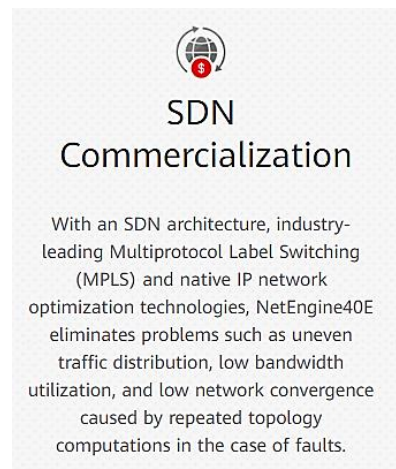 $
SDN
Commercialization
With an SDN architecture, industry-
leading Multiprotocol Label Switching
(MPLS) and native IP network
optimization technologies, NetEngine40E
eliminates problems such as uneven
traffic distribution, low bandwidth
utilization, and low network convergence
caused by repeated topology
computations in the case of faults.